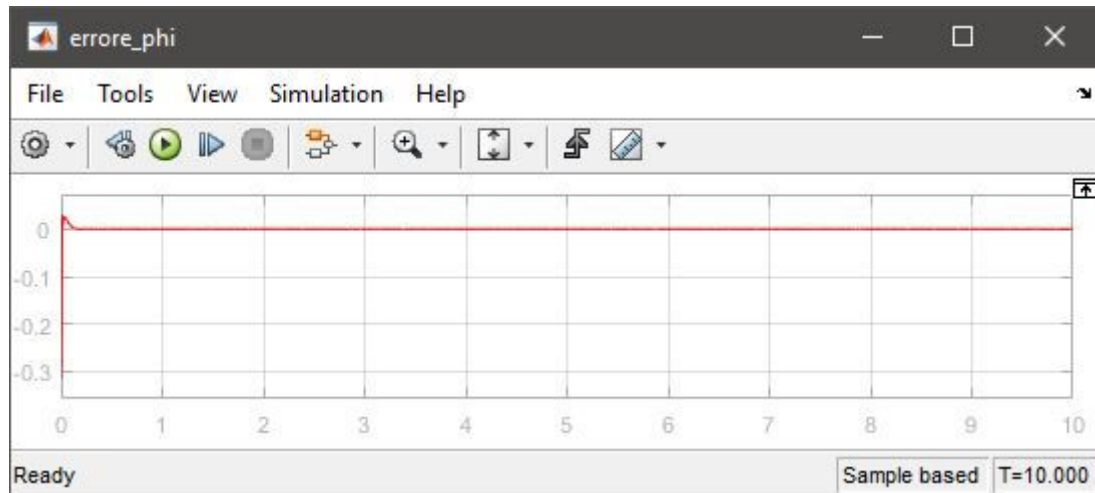 errore_phi
File Tools View Simulation Help
0
-0.1
-0.2
-0.3
0 1 2 3 4 5 6 7 8 9 10
Ready Sample based T=10.000